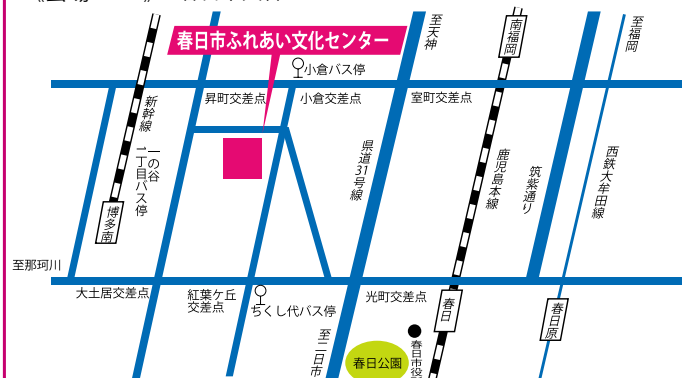 春日市ふれあい文化センター
至天神
南福岡
至福岡
小倉バス停
新幹線
昇町交差点
小倉交差点
室町交差点
一の谷
1丁目バス停
県道31号線
鹿児島本線
筑紫通り
西鉄大牟田線
博多南
至那珂川
大土居交差点
紅葉ケ丘
交差点
ちくし代バス停
光町交差点
春日
春日原
至二日市
春日公園
春日市役